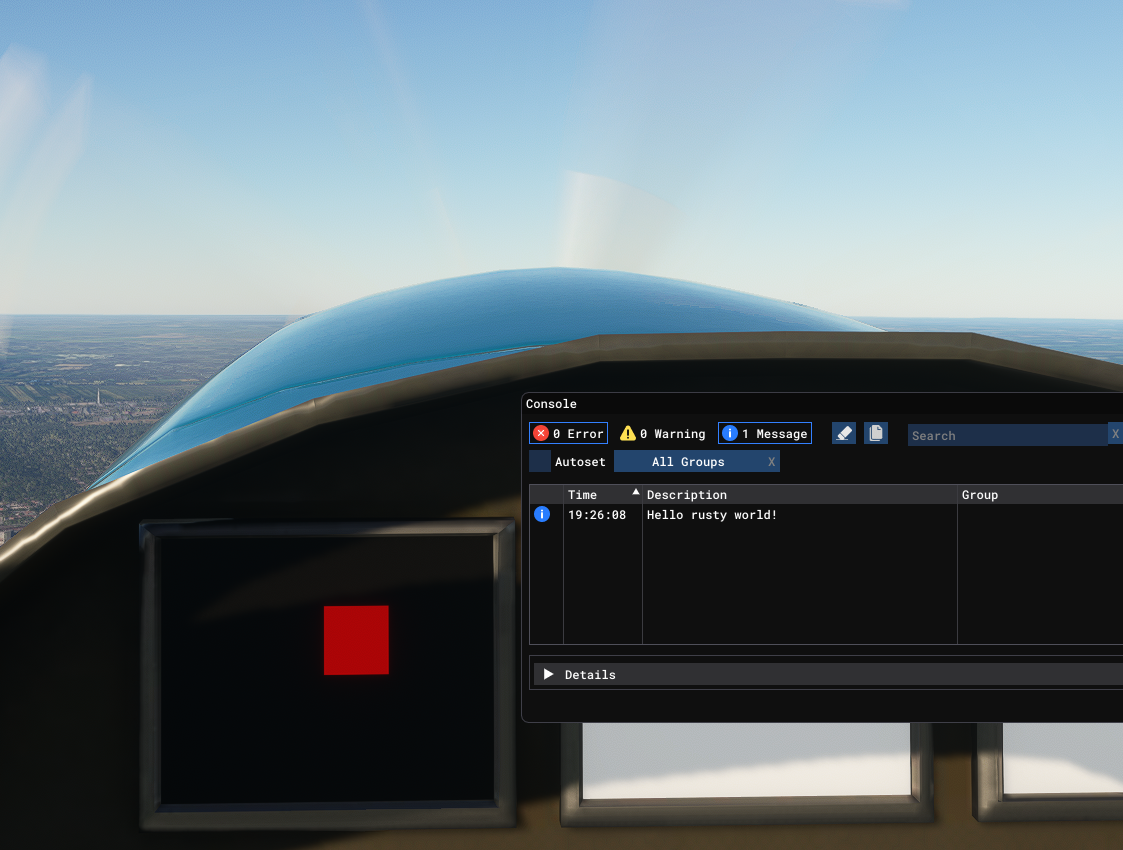 Console
0 Error 0 Warning 1 Message Search X
Autoset All Groups X
Time Description Group
19:26:08 Hello rusty world!
Details